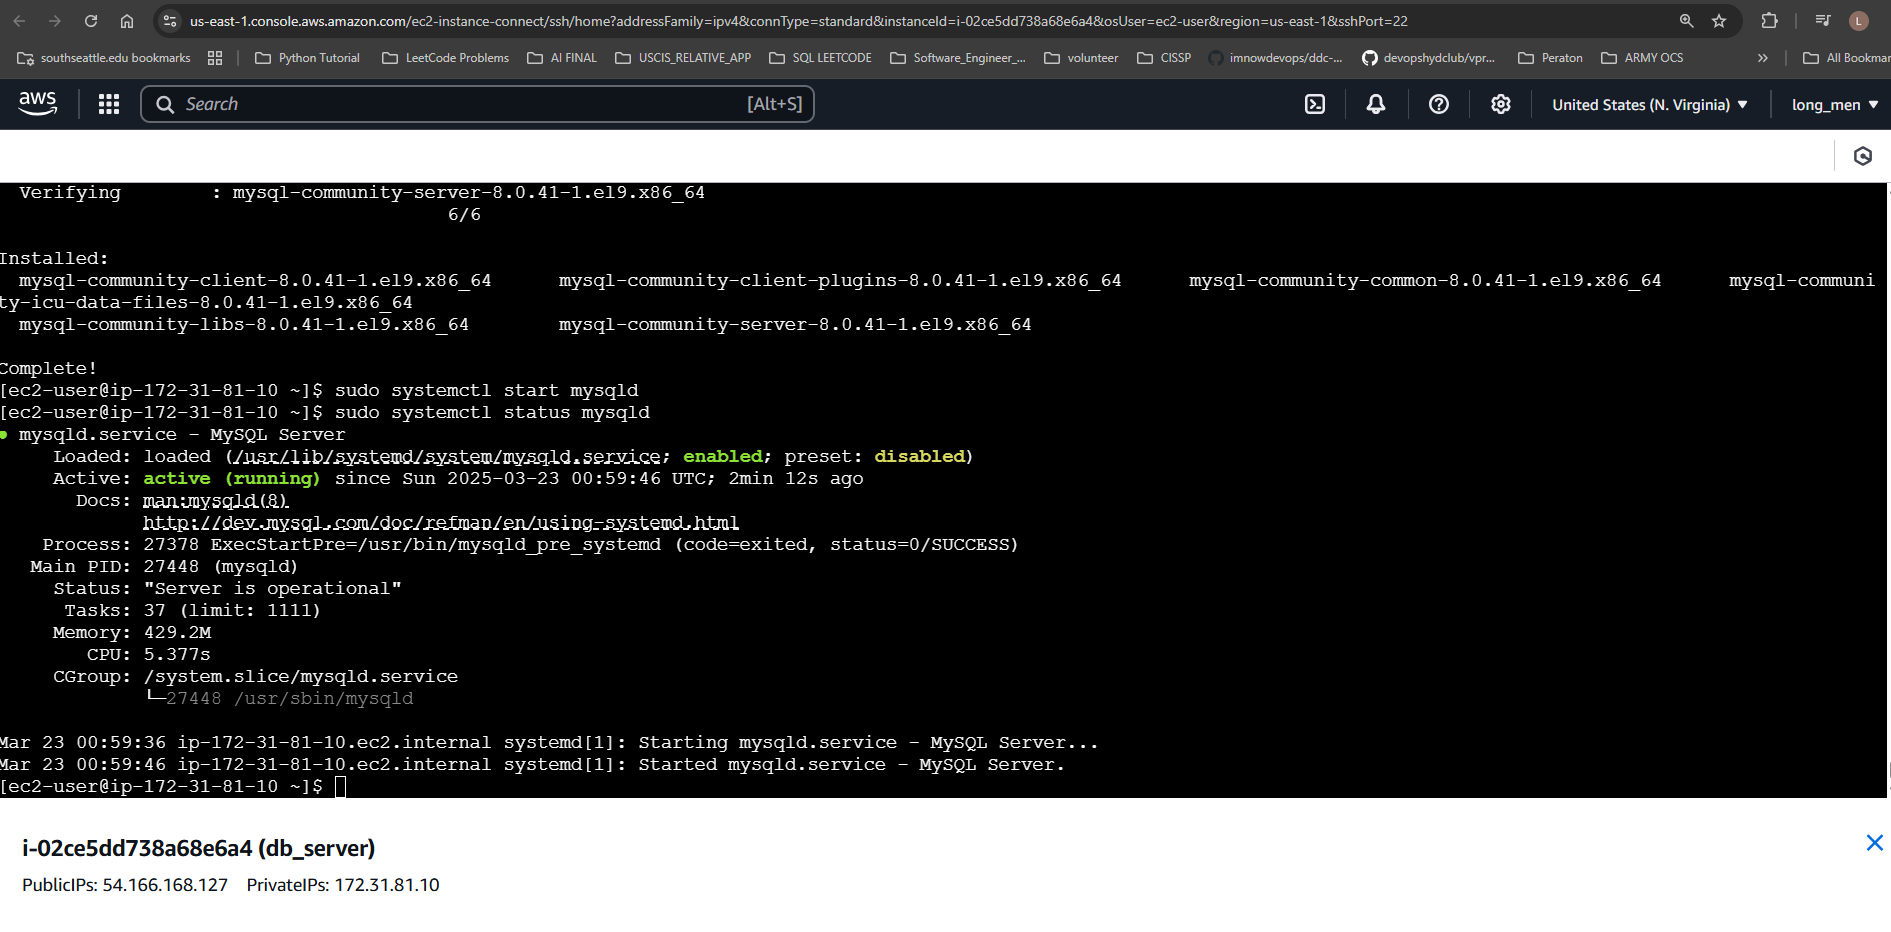 us-east-1.console.aws.amazon.com/ec2-instance-connect/ssh/home?addressFamily=ipv4&connType=standard&instanceId=i-02ce5dd738a68e6a4&osUser=ec2-user&region=us-east-1&sshPort=22
L
southseattle.edu bookmarks Python Tutorial LeetCode Problems AI FINAL USCIS_RELATIVE_APP SQL LEETCODE Software_Engineer_... volunteer CISSP imnowdevops/ddc-... devopshydclub/vpr... Peraton ARMY OCS » All Bookmar
aws Search [Alt+S] United States (N. Virginia) ▼ long_men ▼
Verifying : mysql-community-server-8.0.41-1.el9.x86_64
6/6
Installed:
mysql-community-client-8.0.41-1.el9.x86_64 mysql-community-client-plugins-8.0.41-1.el9.x86_64 mysql-community-common-8.0.41-1.el9.x86_64 mysql-communi
ty-icu-data-files-8.0.41-1.el9.x86_64
mysql-community-libs-8.0.41-1.el9.x86_64 mysql-community-server-8.0.41-1.el9.x86_64
Complete!
[ec2-user@ip-172-31-81-10 ~]$ sudo systemctl start mysqld
[ec2-user@ip-172-31-81-10 ~]$ sudo systemctl status mysqld
● mysqld.service - MySQL Server
Loaded: loaded (/usr/lib/systemd/system/mysqld.service; enabled; preset: disabled)
Active: active (running) since Sun 2025-03-23 00:59:46 UTC; 2min 12s ago
Docs: man:mysqld(8)
http://dev.mysql.com/doc/refman/en/using-systemd.html
Process: 27378 ExecStartPre=/usr/bin/mysqld_pre_systemd (code=exited, status=0/SUCCESS)
Main PID: 27448 (mysqld)
Status: "Server is operational"
Tasks: 37 (limit: 1111)
Memory: 429.2M
CPU: 5.377s
CGroup: /system.slice/mysqld.service
└─27448 /usr/sbin/mysqld
Mar 23 00:59:36 ip-172-31-81-10.ec2.internal systemd[1]: Starting mysqld.service - MySQL Server...
Mar 23 00:59:46 ip-172-31-81-10.ec2.internal systemd[1]: Started mysqld.service - MySQL Server.
[ec2-user@ip-172-31-81-10 ~]$
i-02ce5dd738a68e6a4 (db_server)
PublicIPs: 54.166.168.127 PrivateIPs: 172.31.81.10